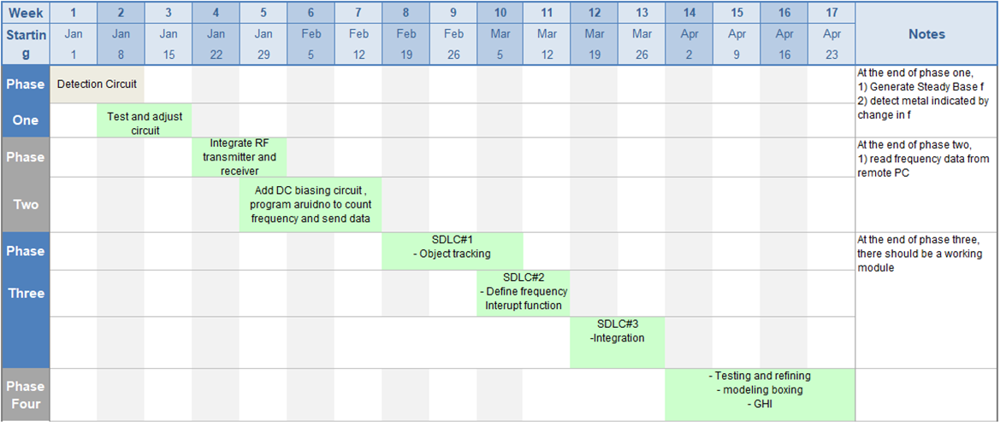 Week 1 2 3 4 5 6 7 8 9 10 11 12 13 14 15 16 17 Notes
Startin Jan Jan Jan Jan Jan Feb Feb Feb Feb Mar Mar Mar Mar Apr Apr Apr Apr
g 1 8 15 22 29 5 12 19 26 5 12 19 26 2 9 16 23
Phase
One
Detection Circuit
Test and adjust
circuit
At the end of phase one,
1) Generate Steady Base f
2) detect metal indicated by
change in f
Phase
Two
Integrate RF
transmitter and
receiver
Add DC biasing circuit ,
program aruidno to count
frequency and send data
At the end of phase two,
1) read frequency data from
remote PC
Phase
Three
SDLC#1
- Object tracking
SDLC#2
- Define frequency
Interupt function
SDLC#3
-Integration
At the end of phase three,
there should be a working
module
Phase
Four
- Testing and refining
- modeling boxing
- GHI